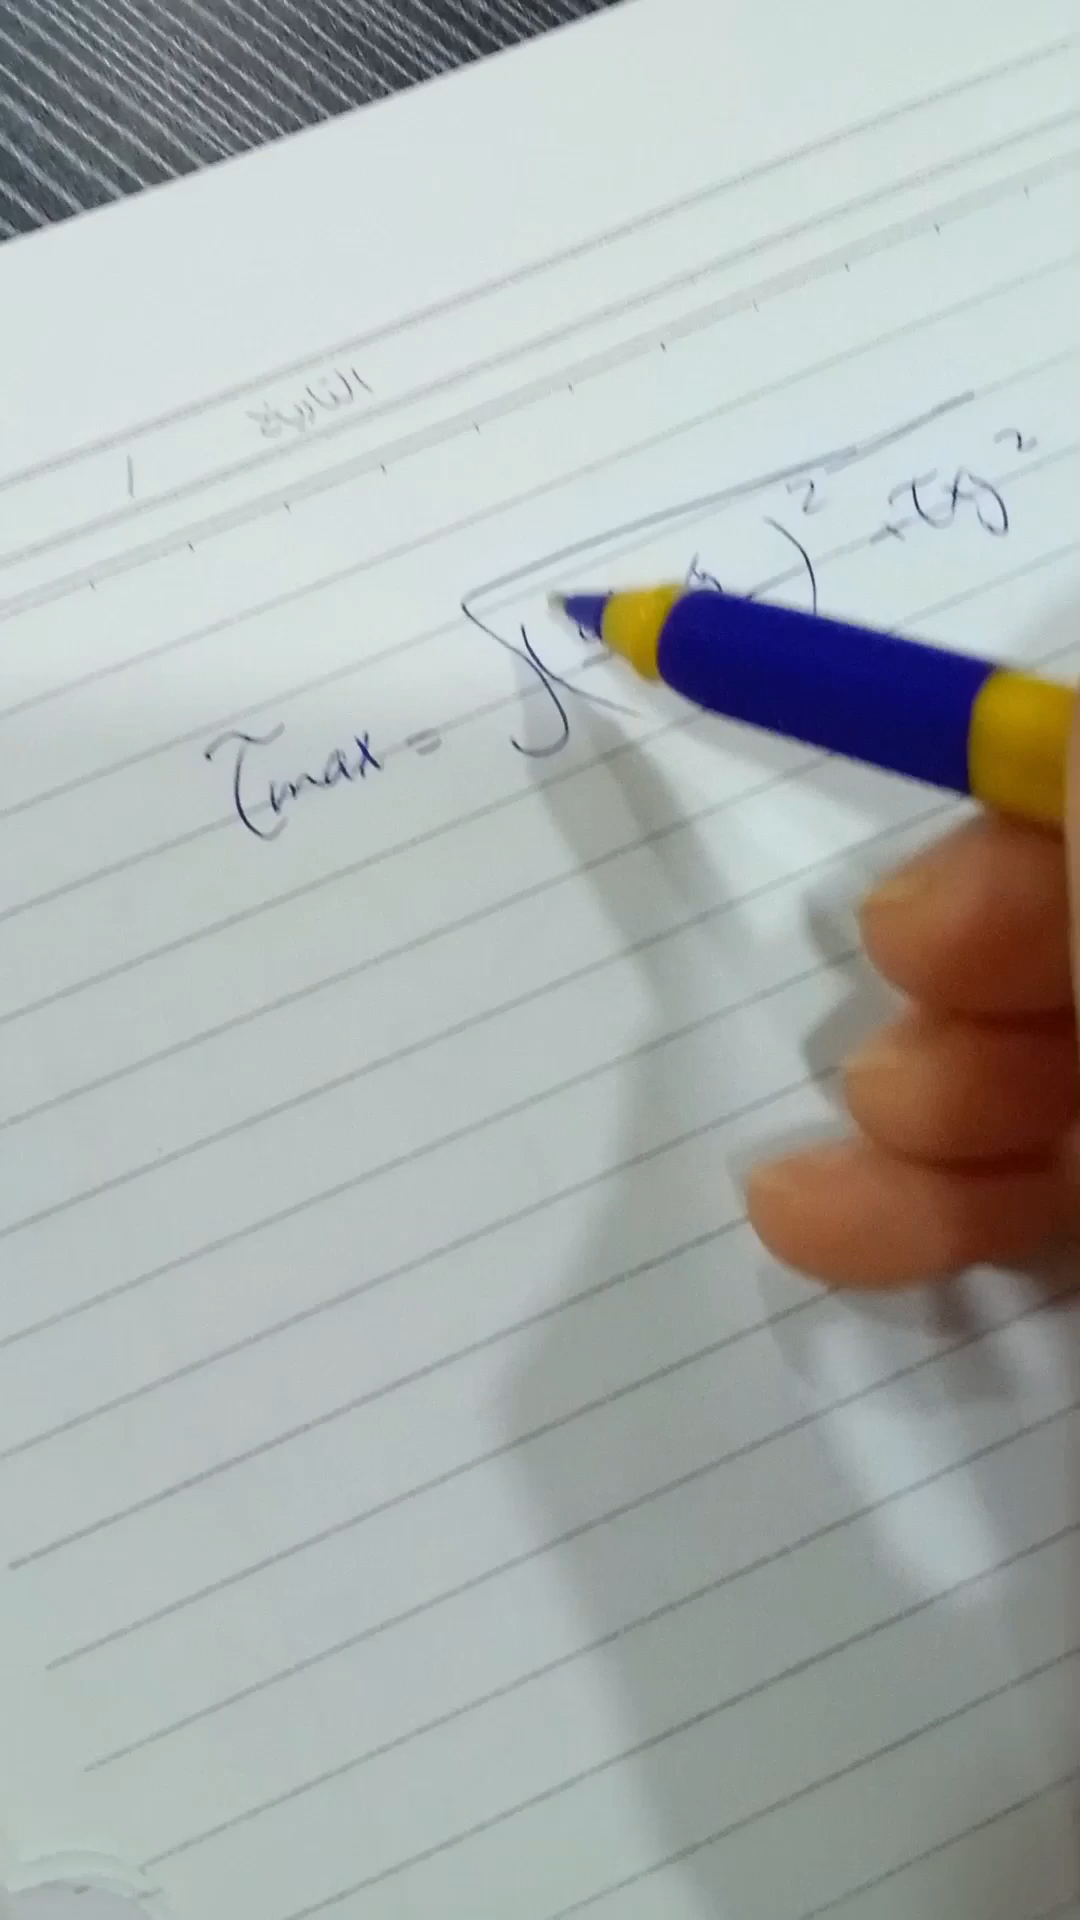 التاريخ
τmax = √( )² + τxy²